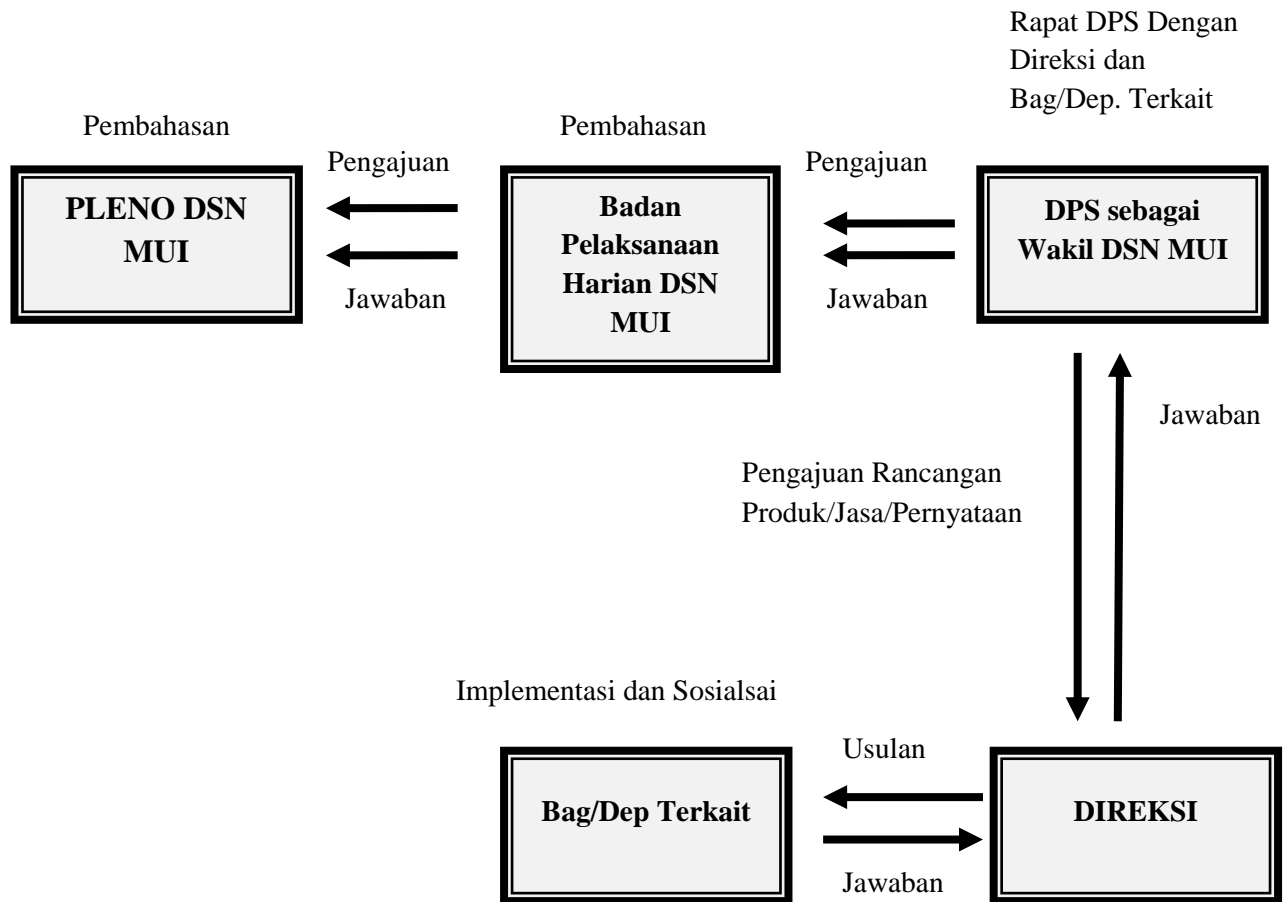 Rapat DPS Dengan
Direksi dan
Bag/Dep. Terkait
Pembahasan
Pembahasan
Pengajuan
Pengajuan
PLENO DSN
MUI
Badan
Pelaksanaan
Harian DSN
MUI
DPS sebagai
Wakil DSN MUI
Jawaban
Jawaban
Jawaban
Pengajuan Rancangan
Produk/Jasa/Pernyataan
Implementasi dan Sosialsai
Usulan
Bag/Dep Terkait
DIREKSI
Jawaban